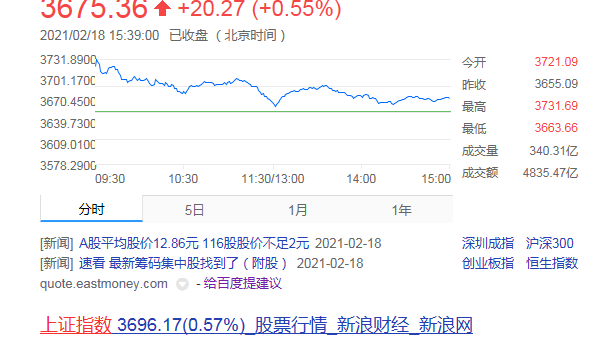 3675.36 +20.27 (+0.55%)
2021/02/18 15:39:00 已收盘 (北京时间)
3731.8900
3701.1700
3670.4500
3639.7300
3609.0100
3578.2900
09:30 10:30 11:30/13:00 14:00 15:00
今开 3721.09
昨收 3655.09
最高 3731.69
最低 3663.66
成交量 340.31亿
成交额 4835.47亿
分时 5日 1月 1年
[新闻] A股平均股价12.86元 116股股价不足2元 2021-02-18
[新闻] 速看 最新筹码集中股找到了（附股） 2021-02-18
quote.eastmoney.com - 给百度提建议
深圳成指 沪深300
创业板指 恒生指数
上证指数 3696.17(0.57%)_股票行情_新浪财经_新浪网